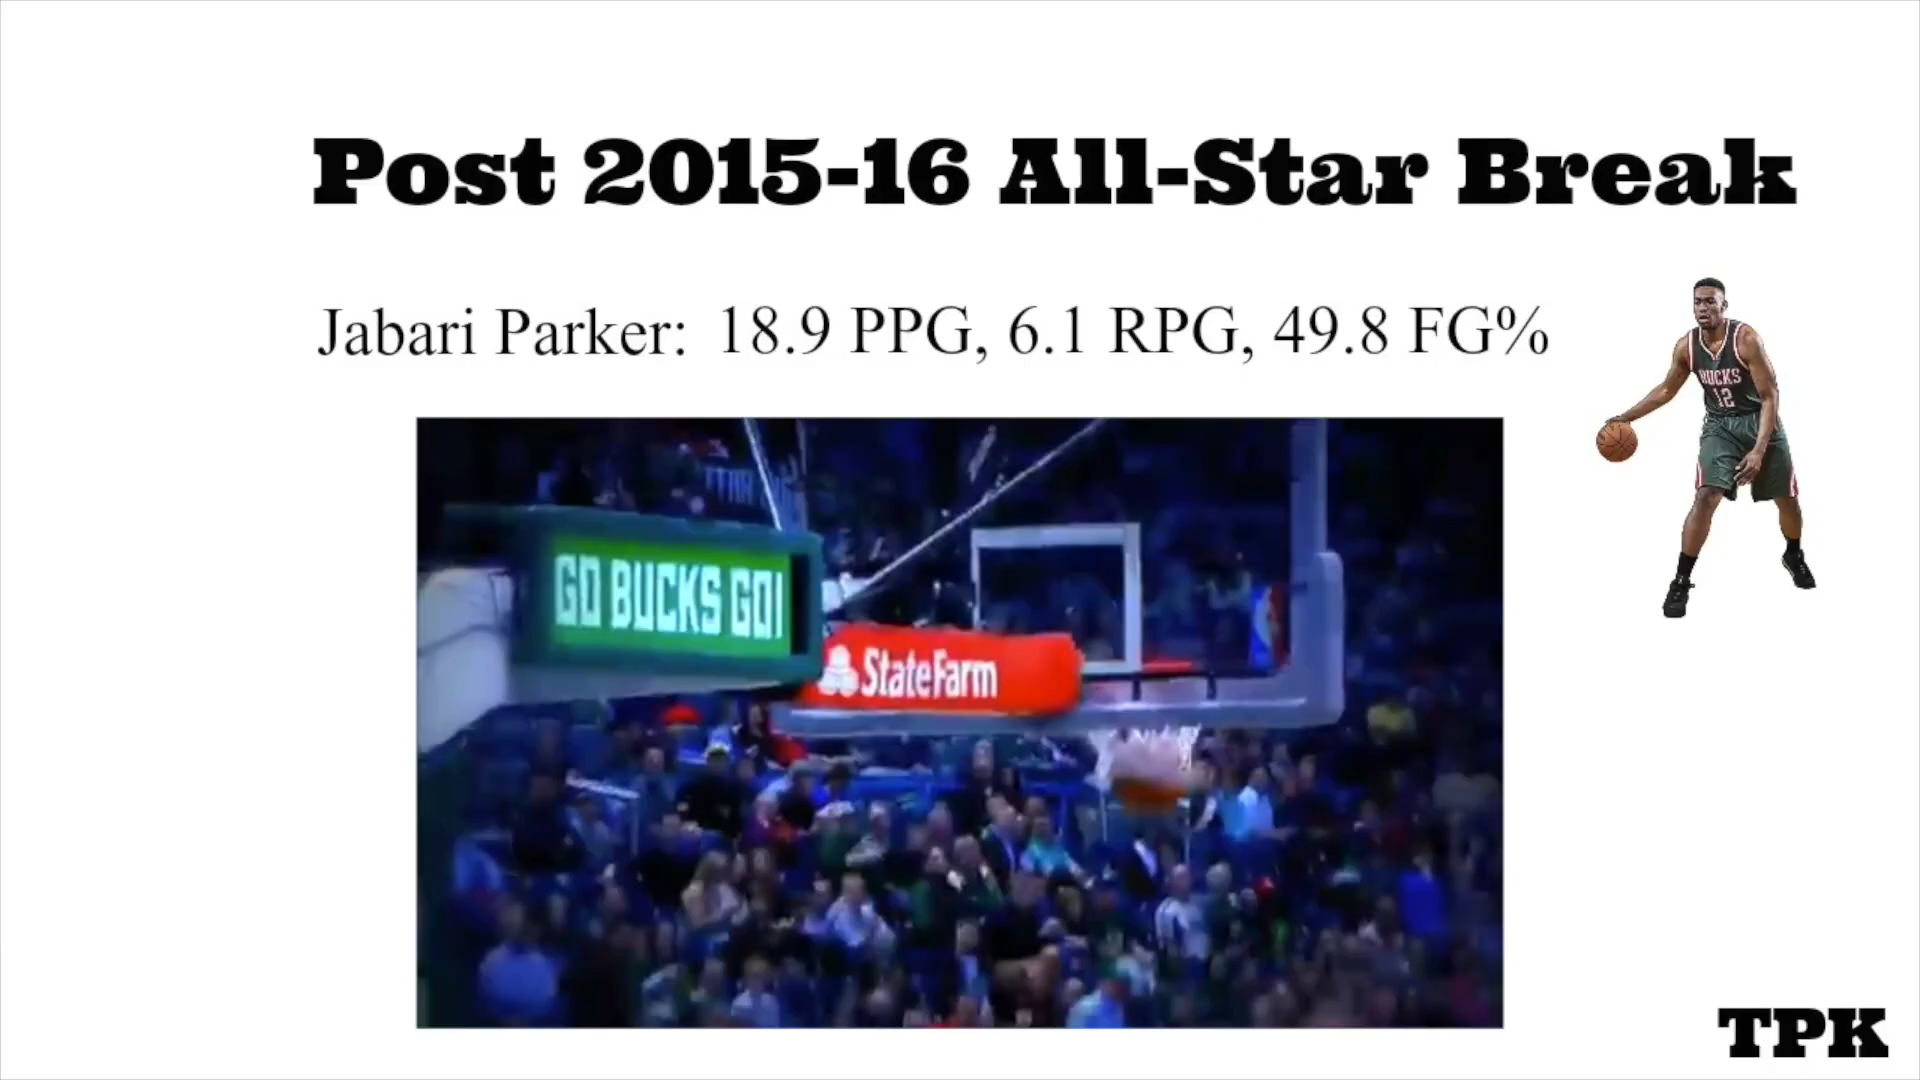 Post 2015-16 All-Star Break
Jabari Parker: 18.9 PPG, 6.1 RPG, 49.8 FG%
BUCKS
12
GO BUCKS GO!
StateFarm
TPK